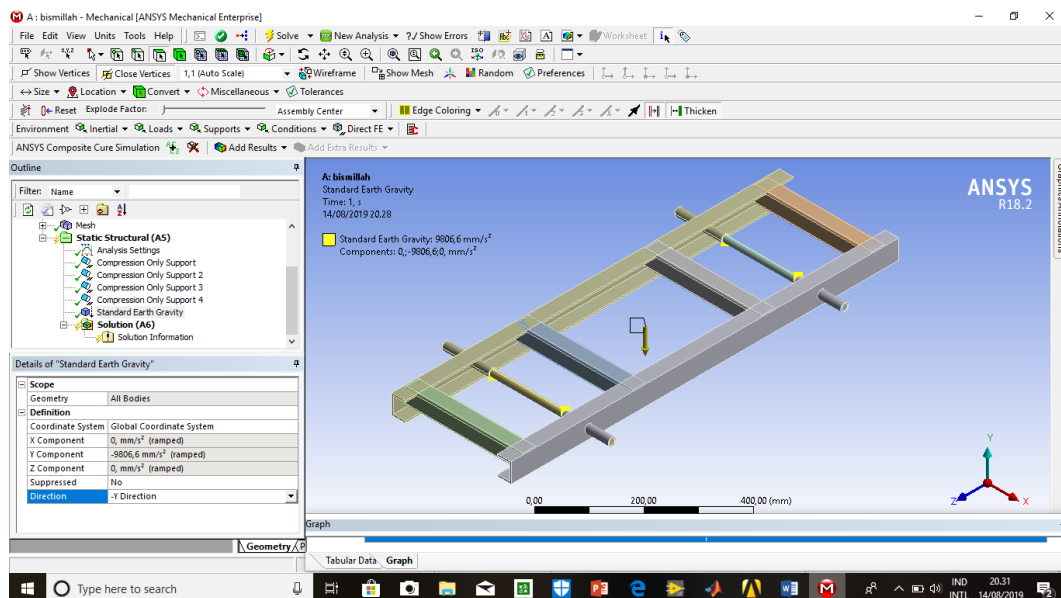 A : bismillah - Mechanical [ANSYS Mechanical Enterprise]
File Edit View Units Tools Help Solve New Analysis ?/ Show Errors Worksheet
Show Vertices Close Vertices 1,1 (Auto Scale) Wireframe Show Mesh Random Preferences
Size Location Convert Miscellaneous Tolerances
Reset Explode Factor: Assembly Center Edge Coloring Thicken
Environment Inertial Loads Supports Conditions Direct FE
ANSYS Composite Cure Simulation Add Results Add Extra Results
Outline
Filter: Name
Mesh
Static Structural (A5)
Analysis Settings
Compression Only Support
Compression Only Support 2
Compression Only Support 3
Compression Only Support 4
Standard Earth Gravity
Solution (A6)
Solution Information
Details of "Standard Earth Gravity"
Scope
Geometry All Bodies
Definition
Coordinate System Global Coordinate System
X Component 0, mm/s² (ramped)
Y Component -9806,6 mm/s² (ramped)
Z Component 0, mm/s² (ramped)
Suppressed No
Direction -Y Direction
Geometry
A: bismillah
Standard Earth Gravity
Time: 1, s
14/08/2019 20.28
Standard Earth Gravity: 9806,6 mm/s²
Components: 0,;-9806,6;0, mm/s²
ANSYS
R18.2
Y
Z
X
0,00
200,00
400,00 (mm)
Graph
Tabular Data Graph
Type here to search
IND 20.31
INTL 14/08/2019